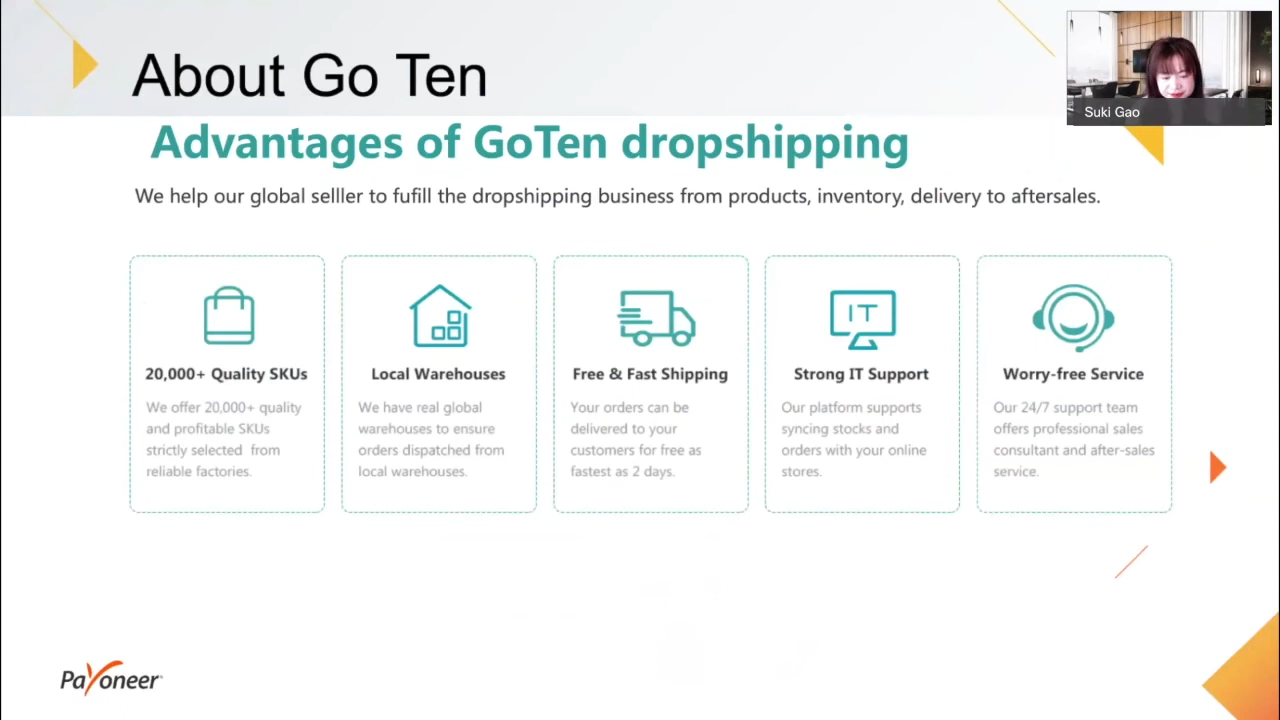 About Go Ten
Suki Gao
Advantages of GoTen dropshipping
We help our global selller to fufill the dropshipping business from products, inventory, delivery to aftersales.
20,000+ Quality SKUs
We offer 20,000+ quality
and profitable SKUs
strictly selected from
reliable factories.
Local Warehouses
We have real global
warehouses to ensure
orders dispatched from
local warehouses.
Free & Fast Shipping
Your orders can be
delivered to your
customers for free as
fastest as 2 days.
IT
Strong IT Support
Our platform supports
syncing stocks and
orders with your online
stores.
Worry-free Service
Our 24/7 support team
offers professional sales
consultant and after-sales
service.
Payoneer